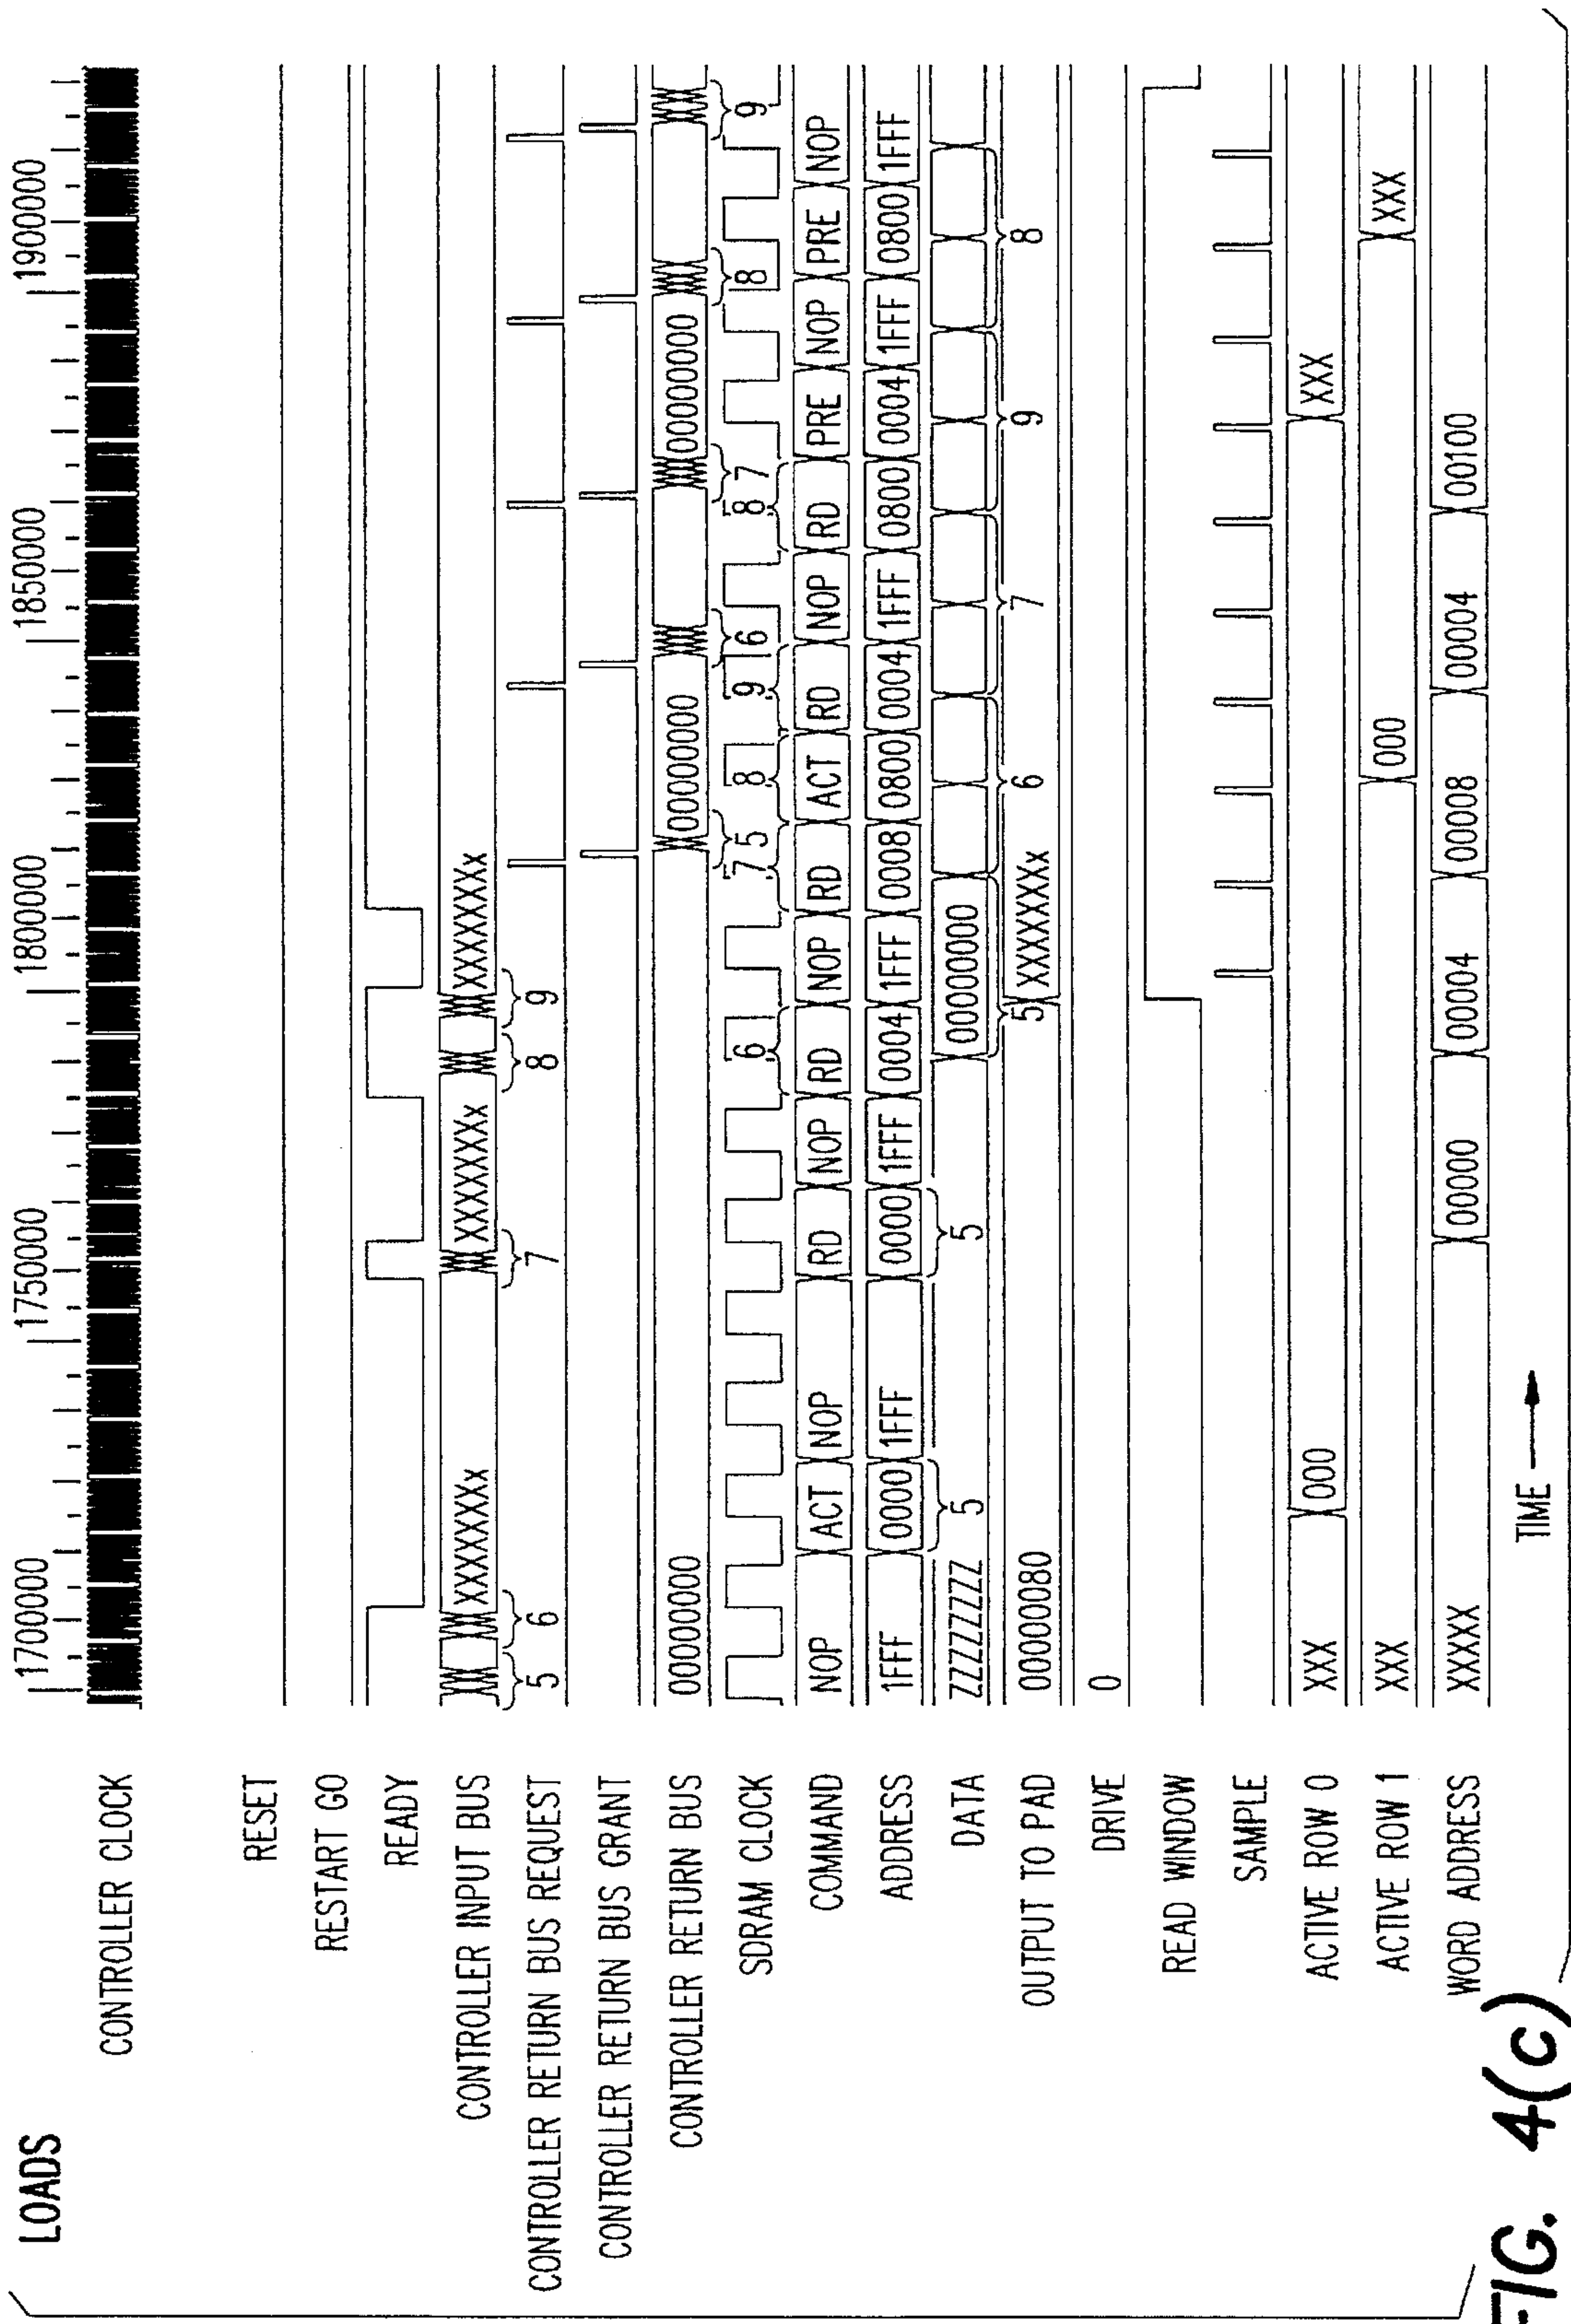 LOADS
1700000 1750000 1800000 1850000 1900000
CONTROLLER CLOCK
RESET
RESTART GO
READY
CONTROLLER INPUT BUS XXXXXXXx XXXXXXXx XXXXXXXx
5 6 7 8 9
CONTROLLER RETURN BUS REQUEST
CONTROLLER RETURN BUS GRANT
CONTROLLER RETURN BUS 00000000 00000000 00000000
5 6 7 8 9
SDRAM CLOCK
6 7 8 9 8
COMMAND NOP ACT NOP RD NOP RD NOP RD ACT RD NOP RD PRE NOP PRE NOP
ADDRESS 1FFF 0000 1FFF 0000 1FFF 0004 1FFF 0008 0800 0004 1FFF 0800 0004 1FFF 0800 1FFF
5 5
DATA ZZZZZZZZ 00000000
5 6 7 9 8
OUTPUT TO PAD 00000080 XXXXXXXx
DRIVE 0
READ WINDOW
SAMPLE
ACTIVE ROW 0 XXX 000 XXX
ACTIVE ROW 1 XXX 000 XXX
WORD ADDRESS XXXXX 00000 00004 00008 00004 00100
TIME
FIG. 4(c)